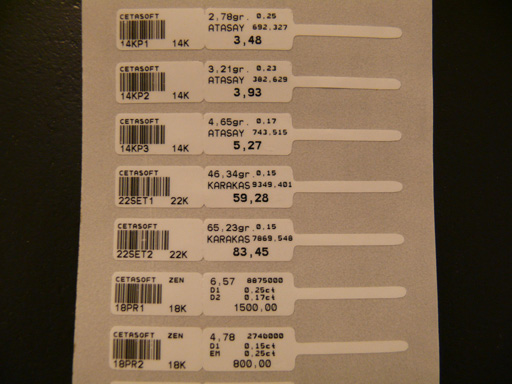 CETASOFT
14KP1 14K
2.78gr. 0.25
ATASAY 692.327
3,48
CETASOFT
14KP2 14K
3.21gr. 0.23
ATASAY 382.629
3,93
CETASOFT
14KP3 14K
4.65gr. 0.17
ATASAY 743.515
5,27
CETASOFT
22SET1 22K
46,34gr. 0.15
KARAKAS 9349.401
59,28
CETASOFT
22SET2 22K
65,23gr. 0.15
KARAKAS 7869.548
83,45
CETASOFT ZEN
18PR1 18K
6,57 8875000
D1 0.25ct
D2 0.17ct
1500,00
CETASOFT ZEN
18PR2 18K
4,78 2740000
D1 0.15ct
EM 0.25ct
800,00